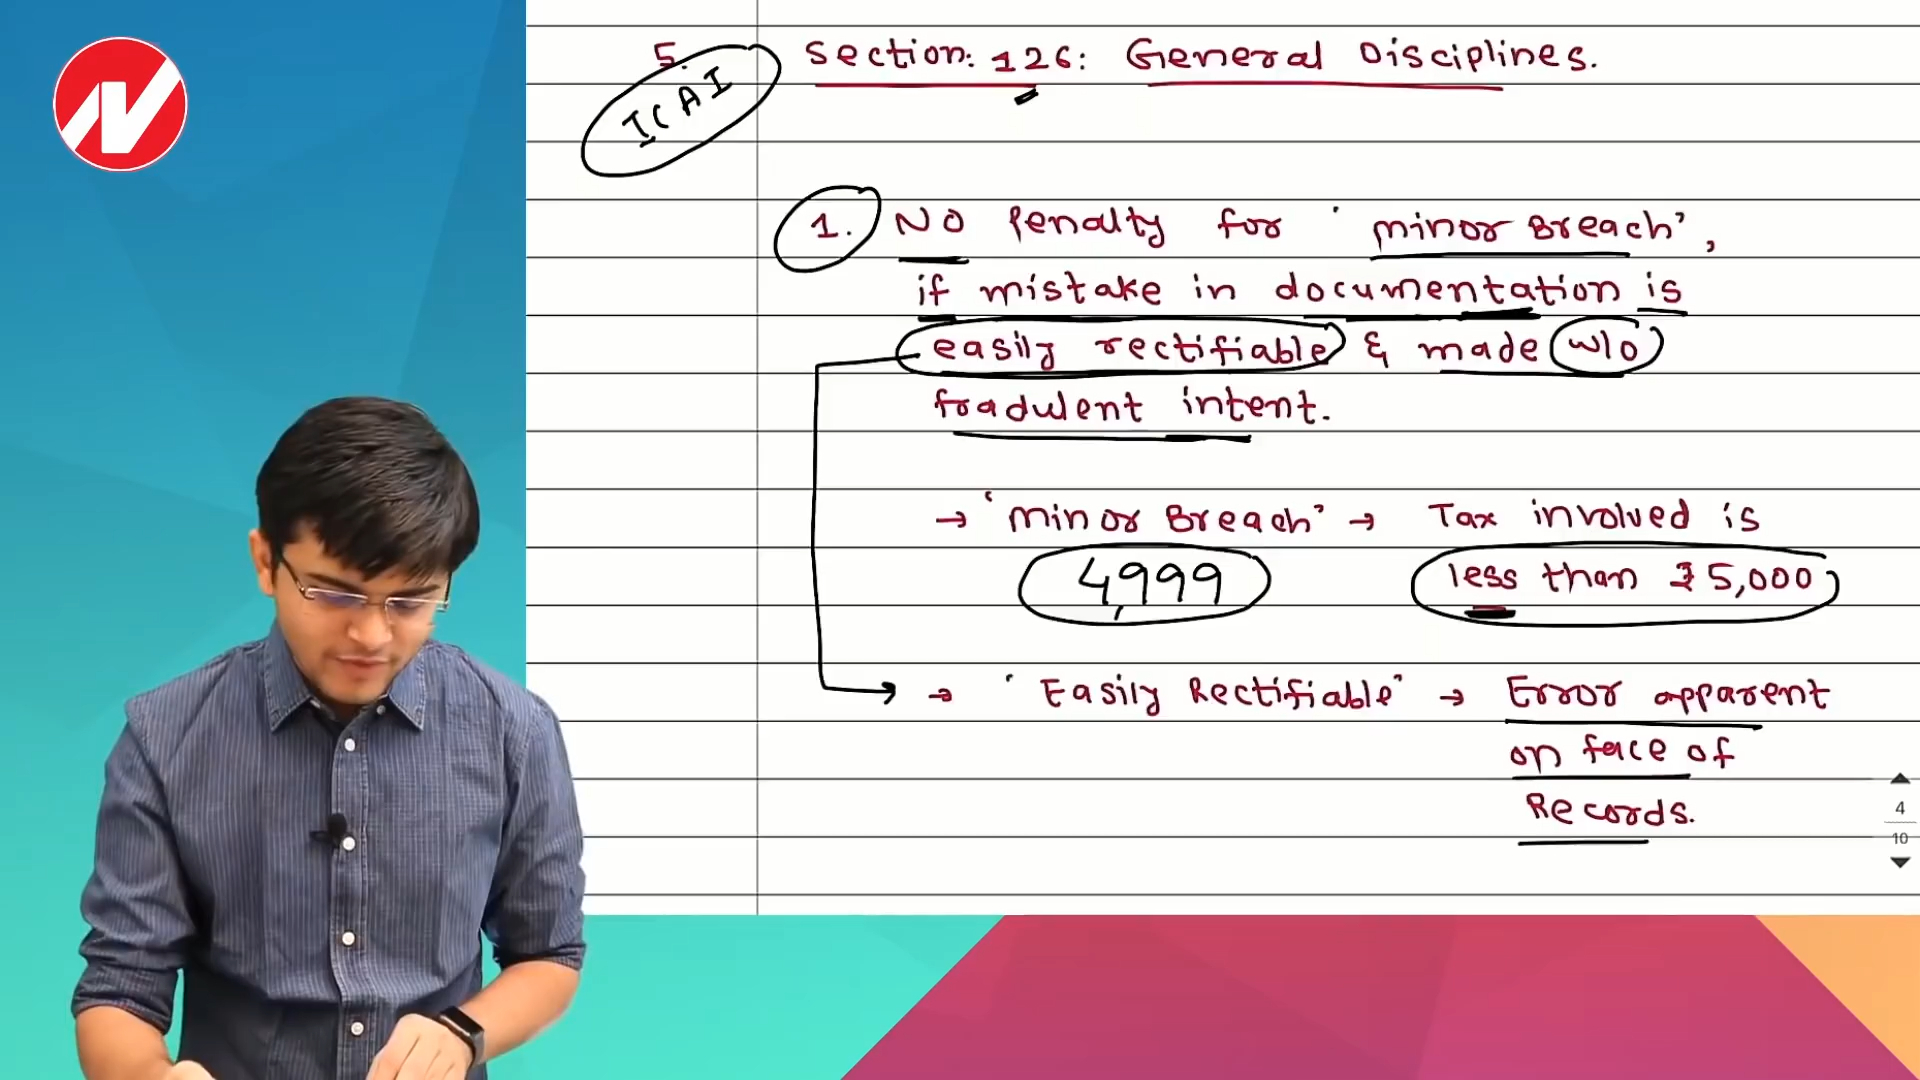 5. Section: 126: General Disciplines.
ICAI
1. NO Penalty for 'minor Breach',
if mistake in documentation is
easily rectifiable & made w/o
fradulent intent.
→ 'minor Breach' → Tax involved is
4,999 less than ₹5,000
→ 'Easily Rectifiable' → Error apparent
on face of
Records.
4
10